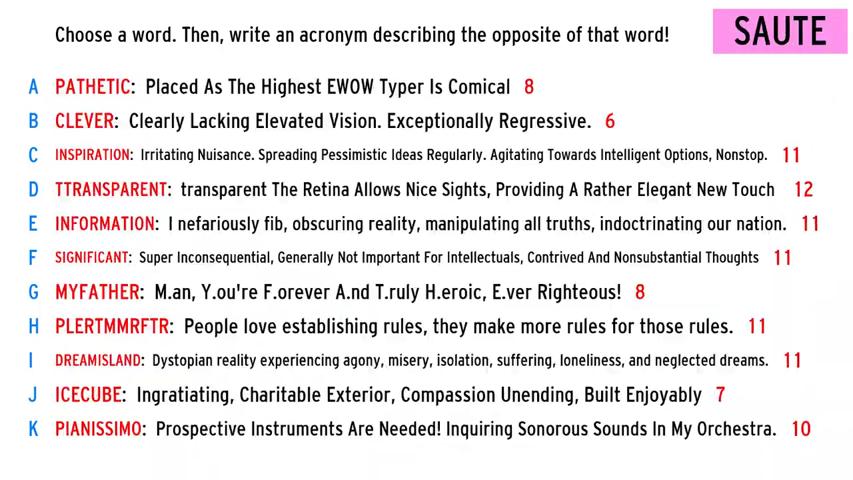 Choose a word. Then, write an acronym describing the opposite of that word!
SAUTE
A PATHETIC: Placed As The Highest EWOW Typer Is Comical 8
B CLEVER: Clearly Lacking Elevated Vision. Exceptionally Regressive. 6
C INSPIRATION: Irritating Nuisance. Spreading Pessimistic Ideas Regularly. Agitating Towards Intelligent Options, Nonstop. 11
D TTRANSPARENT: transparent The Retina Allows Nice Sights, Providing A Rather Elegant New Touch 12
E INFORMATION: I nefariously fib, obscuring reality, manipulating all truths, indoctrinating our nation. 11
F SIGNIFICANT: Super Inconsequential, Generally Not Important For Intellectuals, Contrived And Nonsubstantial Thoughts 11
G MYFATHER: M.an, Y.ou're F.orever A.nd T.ruly H.eroic, E.ver Righteous! 8
H PLERTMMRFTR: People love establishing rules, they make more rules for those rules. 11
I DREAMISLAND: Dystopian reality experiencing agony, misery, isolation, suffering, loneliness, and neglected dreams. 11
J ICECUBE: Ingratiating, Charitable Exterior, Compassion Unending, Built Enjoyably 7
K PIANISSIMO: Prospective Instruments Are Needed! Inquiring Sonorous Sounds In My Orchestra. 10